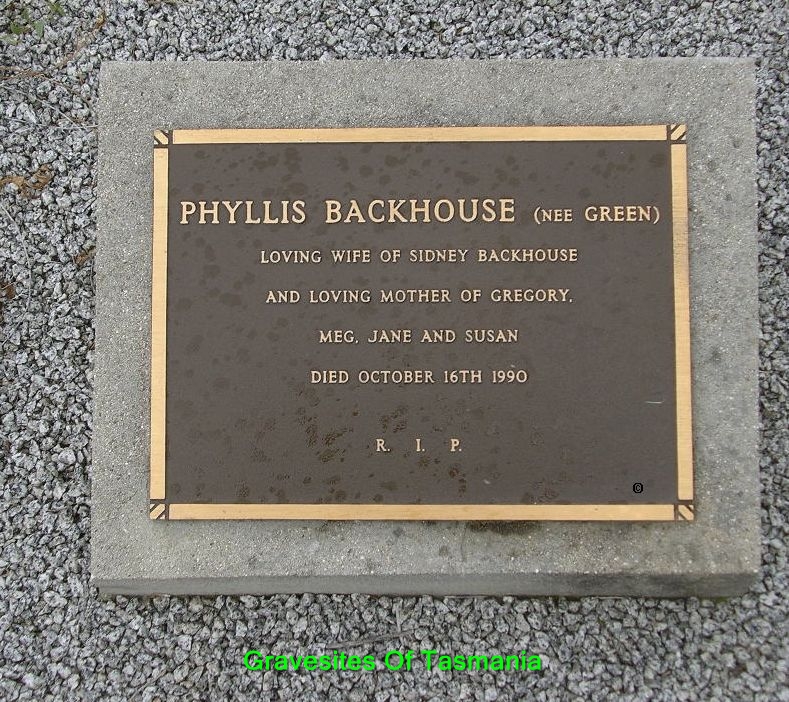 PHYLLIS BACKHOUSE (NEE GREEN)
LOVING WIFE OF SIDNEY BACKHOUSE
AND LOVING MOTHER OF GREGORY,
MEG, JANE AND SUSAN
DIED OCTOBER 16TH 1990
R. I. P.
©
Gravesites Of Tasmania